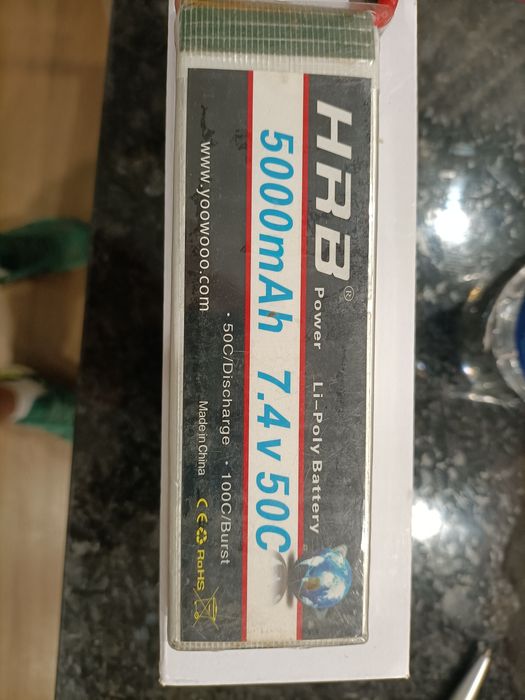 HRB®
Power Li-Poly Battery
5000mAh 7.4v 50C
• 50C/Discharge • 100C/Burst
www.yoowooo.com Made in China CE RoHS